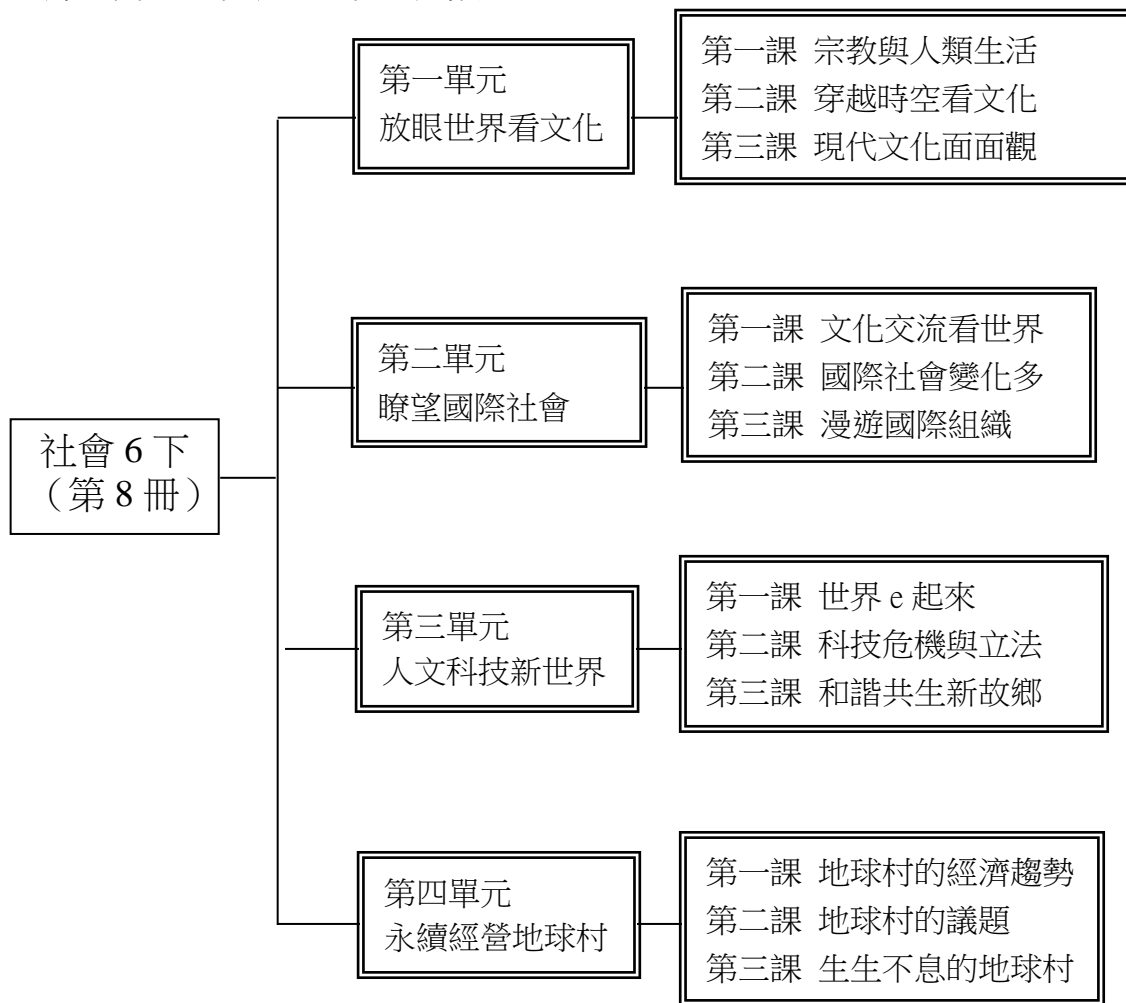 社會 6 下
（第 8 冊）
第一單元
放眼世界看文化
第一課 宗教與人類生活
第二課 穿越時空看文化
第三課 現代文化面面觀
第二單元
瞭望國際社會
第一課 文化交流看世界
第二課 國際社會變化多
第三課 漫遊國際組織
第三單元
人文科技新世界
第一課 世界 e 起來
第二課 科技危機與立法
第三課 和諧共生新故鄉
第四單元
永續經營地球村
第一課 地球村的經濟趨勢
第二課 地球村的議題
第三課 生生不息的地球村